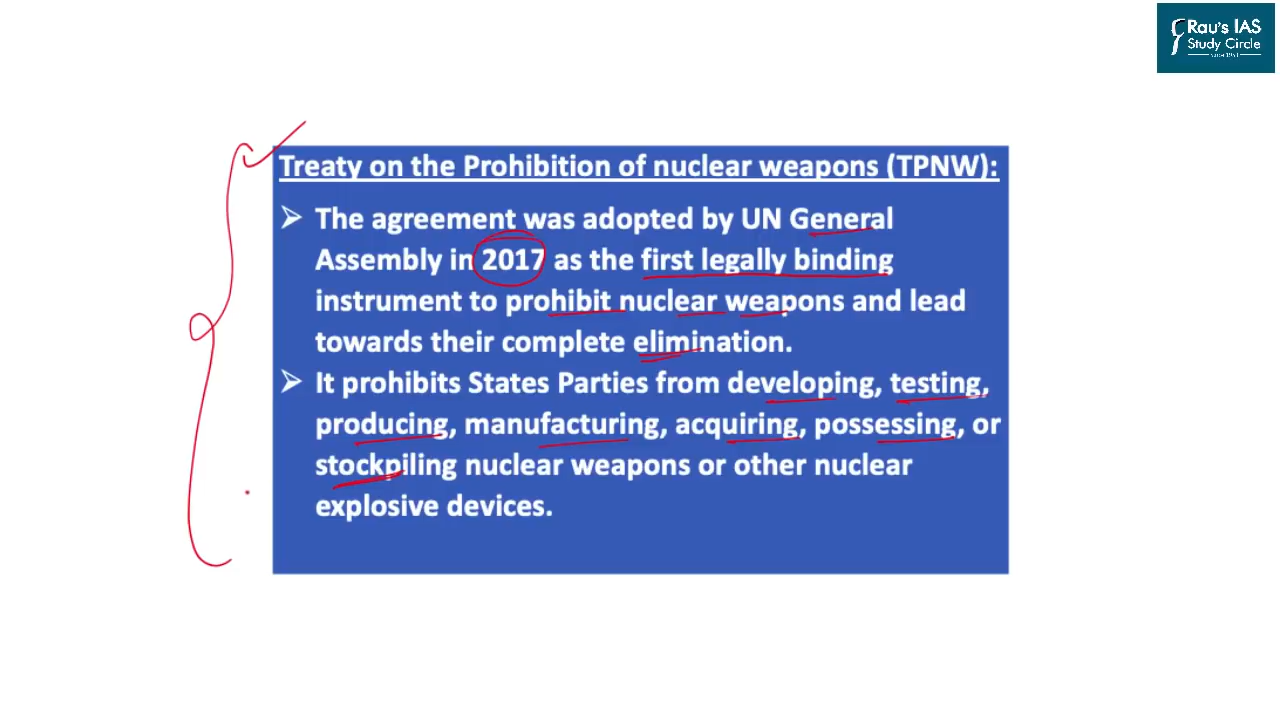 Rau's IAS
Study Circle
since 1953
Treaty on the Prohibition of nuclear weapons (TPNW):
➢ The agreement was adopted by UN General
Assembly in 2017 as the first legally binding
instrument to prohibit nuclear weapons and lead
towards their complete elimination.
➢ It prohibits States Parties from developing, testing,
producing, manufacturing, acquiring, possessing, or
stockpiling nuclear weapons or other nuclear
explosive devices.